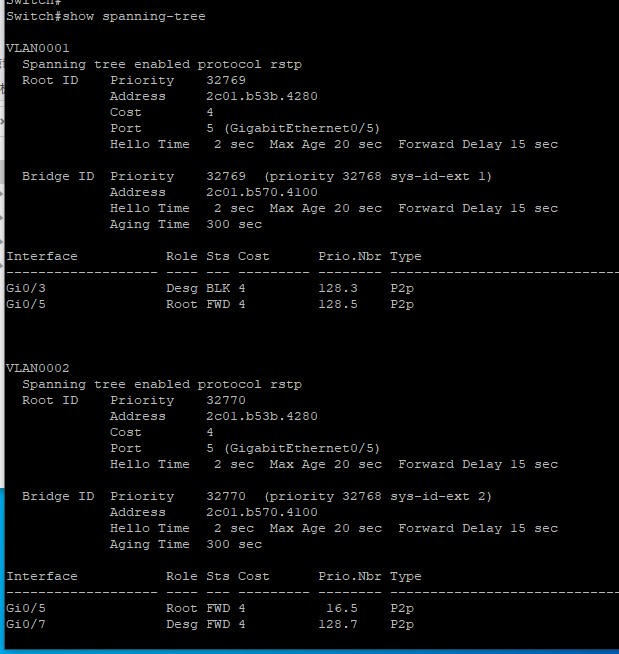 Switch#
Switch#show spanning-tree
VLAN0001
  Spanning tree enabled protocol rstp
  Root ID    Priority    32769
             Address     2c01.b53b.4280
             Cost        4
             Port        5 (GigabitEthernet0/5)
             Hello Time   2 sec  Max Age 20 sec  Forward Delay 15 sec
  Bridge ID  Priority    32769  (priority 32768 sys-id-ext 1)
             Address     2c01.b570.4100
             Hello Time   2 sec  Max Age 20 sec  Forward Delay 15 sec
             Aging Time  300 sec
Interface           Role Sts Cost      Prio.Nbr Type
------------------- ---- --- --------- -------- --------------------------------
Gi0/3               Desg BLK 4         128.3    P2p
Gi0/5               Root FWD 4         128.5    P2p
VLAN0002
  Spanning tree enabled protocol rstp
  Root ID    Priority    32770
             Address     2c01.b53b.4280
             Cost        4
             Port        5 (GigabitEthernet0/5)
             Hello Time   2 sec  Max Age 20 sec  Forward Delay 15 sec
  Bridge ID  Priority    32770  (priority 32768 sys-id-ext 2)
             Address     2c01.b570.4100
             Hello Time   2 sec  Max Age 20 sec  Forward Delay 15 sec
             Aging Time  300 sec
Interface           Role Sts Cost      Prio.Nbr Type
------------------- ---- --- --------- -------- --------------------------------
Gi0/5               Root FWD 4          16.5    P2p
Gi0/7               Desg FWD 4         128.7    P2p